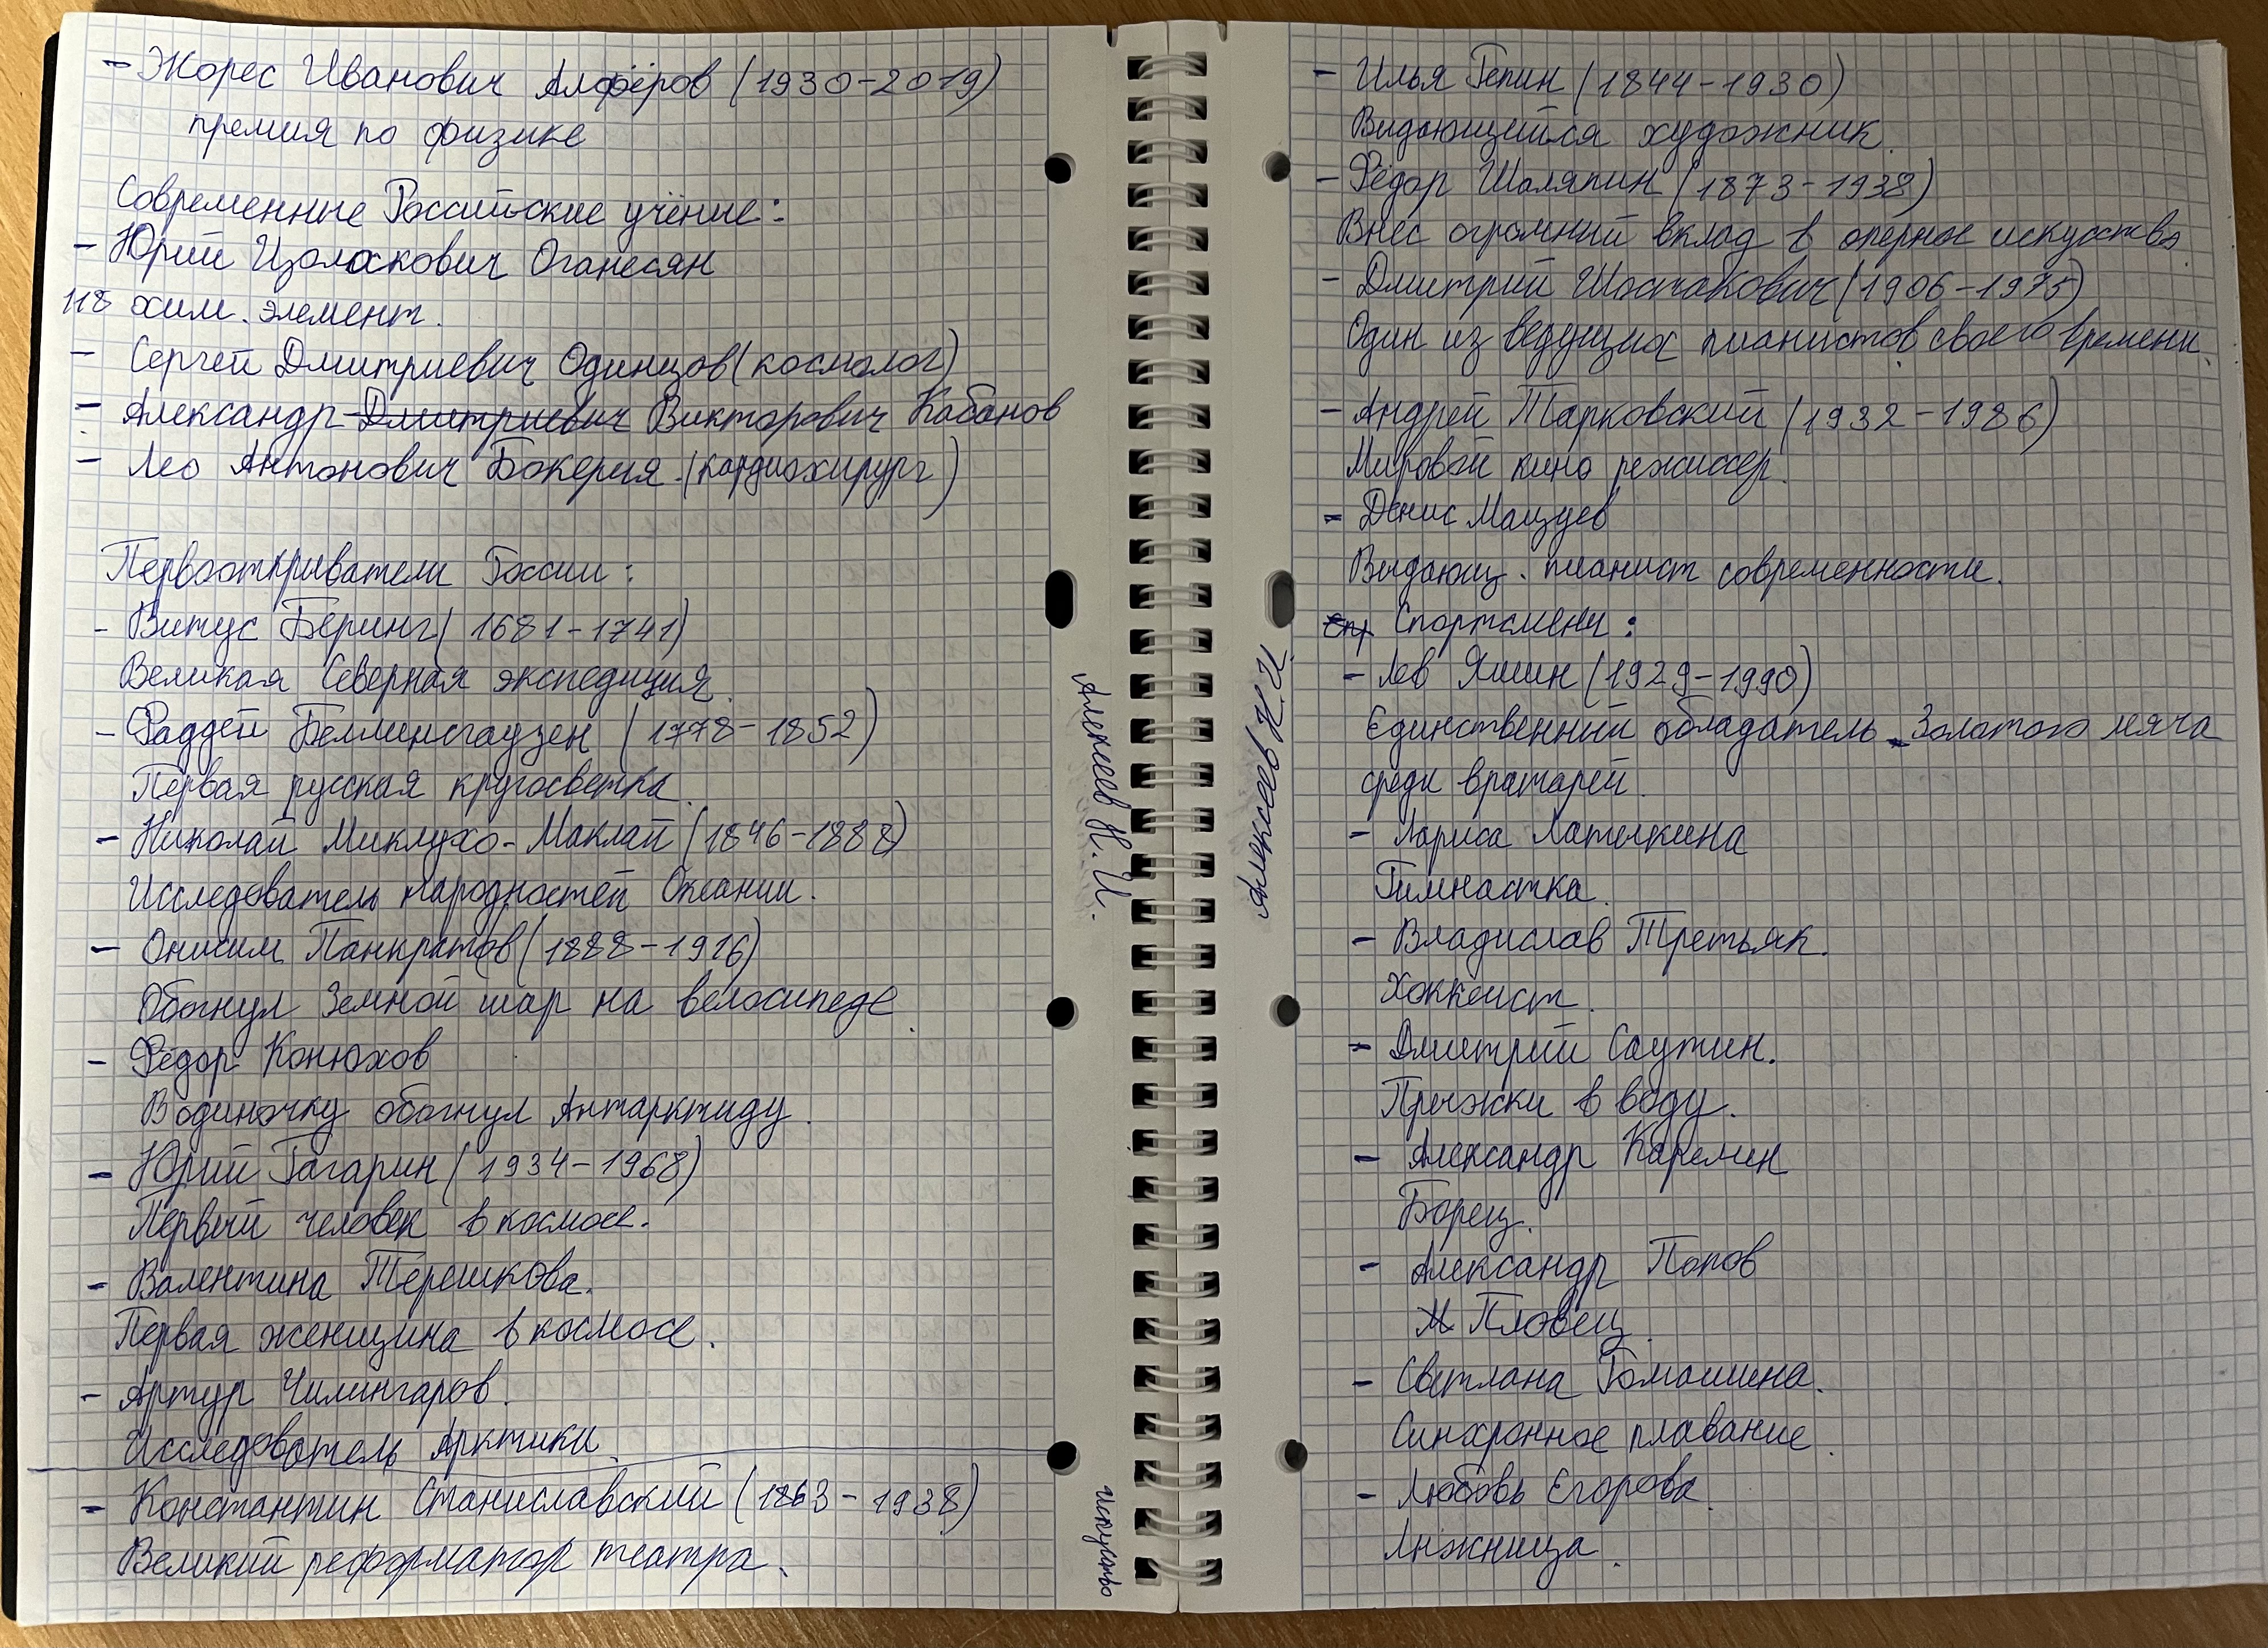 - Жорес Иванович Алфёров (1930-2019)
премия по физике
Современные Российские учёные:
- Юрий Цолакович Оганесян
118 хим. элемент.
- Сергей Дмитриевич Одинцов (космолог)
- Александр Дмитриевич Викторович Кабанов
- Лео Антонович Бокерия. (кардиохирург)
Первооткрыватели России:
- Витус Беринг (1681-1741)
Великая Северная экспедиция.
- Фаддей Беллинсгаузен (1778-1852)
Первая русская кругосветка.
- Николай Миклухо-Маклай (1846-1888)
Исследователь народностей Океании.
- Онисим Панкратов (1888-1916)
Обогнул Земной шар на велосипеде.
- Фёдор Конюхов
В одиночку обогнул Антарктиду.
- Юрий Гагарин (1934-1968)
Первый человек в космосе.
- Валентина Терешкова.
Первая женщина в космосе.
- Артур Чилингаров.
Исследователь Арктики.
- Константин Станиславский (1863-1938)
Великий реформатор театра.
Алексеев Н.И.
Искусство
Алексеев Н.И.
- Илья Репин (1844-1930)
Выдающийся художник.
- Фёдор Шаляпин (1873-1938)
Внёс огромный вклад в оперное искусство.
- Дмитрий Шостакович (1906-1975)
Один из ведущих пианистов своего времени.
- Андрей Тарковский (1932-1986)
Мировой кино режиссер.
- Денис Мацуев
Выдающ. пианист современности.
Сп Спортсмены:
- Лев Яшин (1929-1990)
Единственный обладатель Золотого мяча
среди вратарей.
- Лариса Латыкина
Гимнастка.
- Владислав Третьяк.
Хоккеист.
- Дмитрий Саутин.
Прыжки в воду.
- Александр Карелин
Борец.
- Александр Попов
Пловец.
- Светлана Ромашина.
Синхронное плавание.
- Любовь Егорова.
Лыжница.